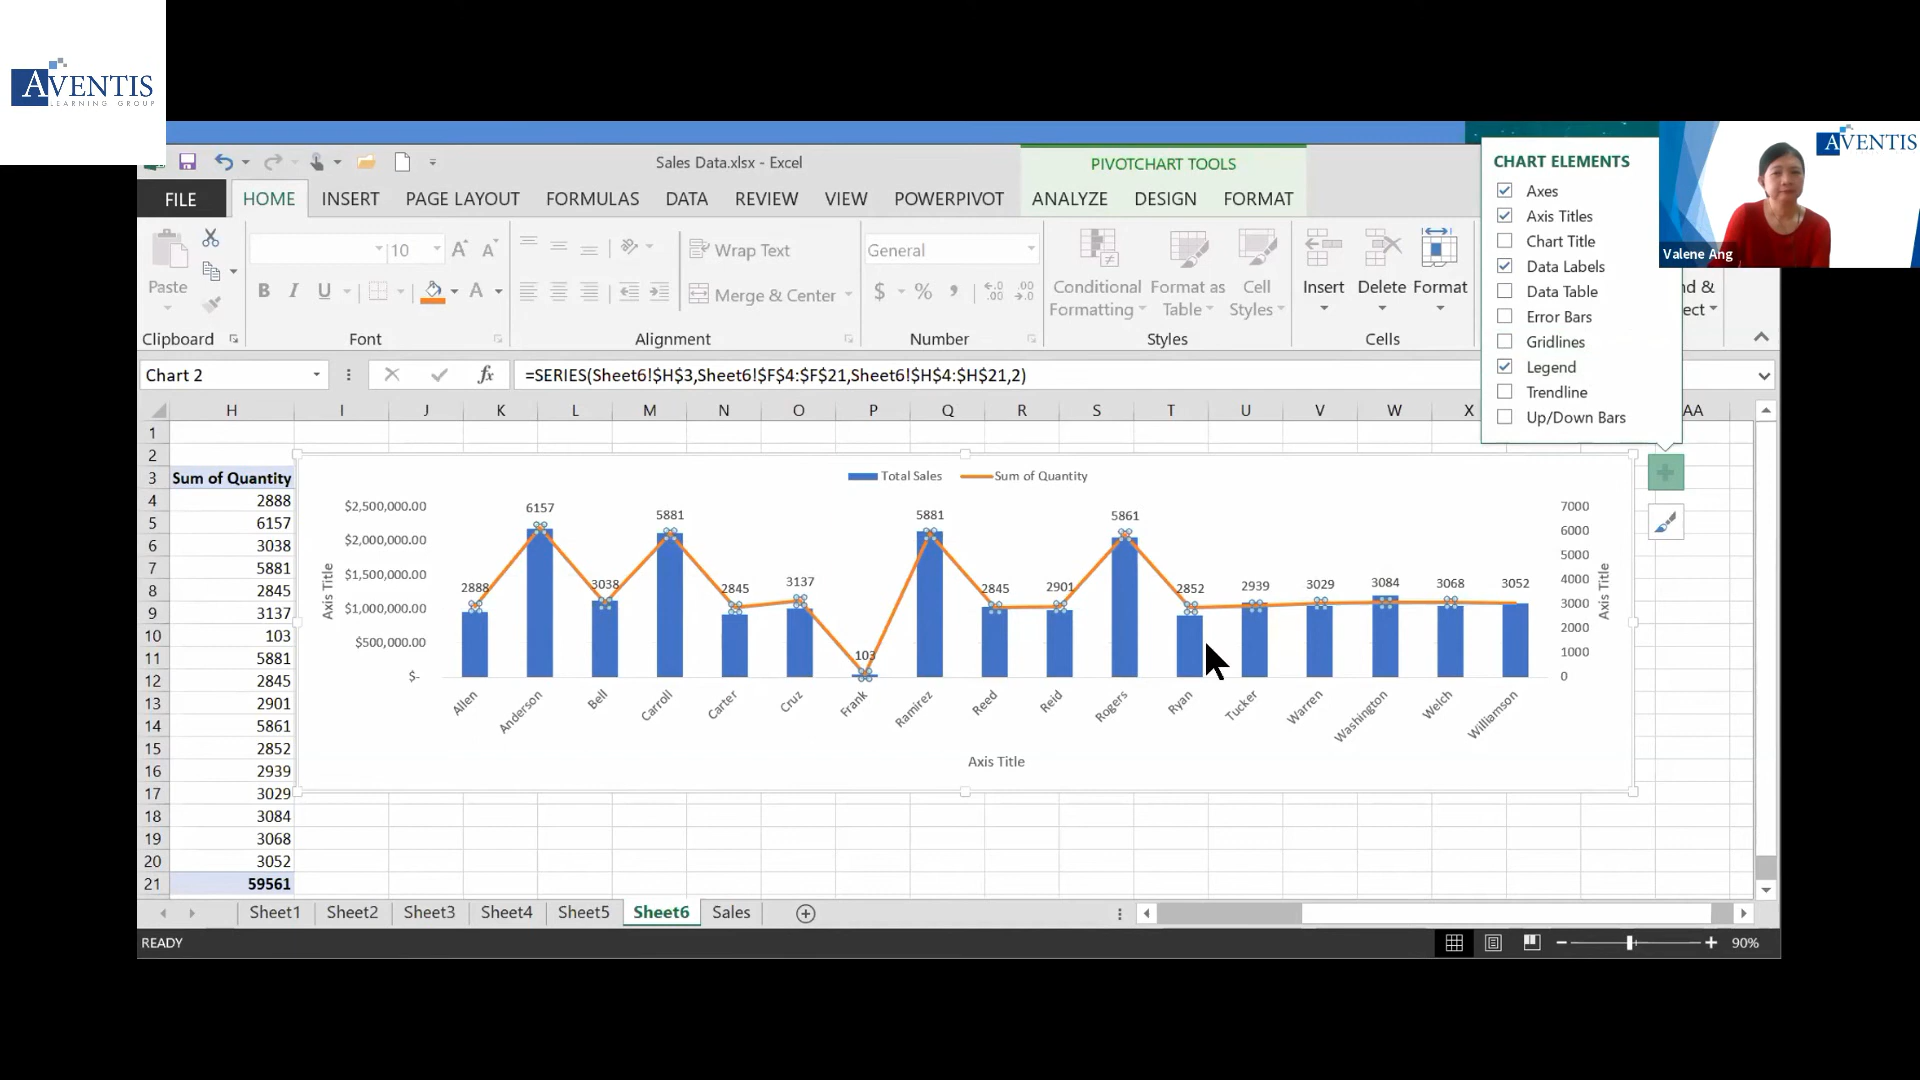 AVENTIS
LEARNING GROUP
Sales Data.xlsx - Excel
PIVOTCHART TOOLS
FILE HOME INSERT PAGE LAYOUT FORMULAS DATA REVIEW VIEW POWERPIVOT ANALYZE DESIGN FORMAT
Paste
Clipboard
10
B I U A
Font
Wrap Text
Merge & Center
Alignment
General
$ % ,
Number
Conditional Formatting
Format as Table
Cell Styles
Styles
Insert Delete Format
Cells
& 
ect
CHART ELEMENTS
Axes
Axis Titles
Chart Title
Data Labels
Data Table
Error Bars
Gridlines
Legend
Trendline
Up/Down Bars
AVENTIS
Valene Ang
Chart 2
fx
=SERIES(Sheet6!$H$3,Sheet6!$F$4:$F$21,Sheet6!$H$4:$H$21,2)
H I J K L M N O P Q R S T U V W X AA
1
2
3 Sum of Quantity
4 2888
5 6157
6 3038
7 5881
8 2845
9 3137
10 103
11 5881
12 2845
13 2901
14 5861
15 2852
16 2939
17 3029
18 3084
19 3068
20 3052
21 59561
Total Sales Sum of Quantity
Axis Title
$2,500,000.00
$2,000,000.00
$1,500,000.00
$1,000,000.00
$500,000.00
$-
2888 6157 3038 5881 2845 3137 103 5881 2845 2901 5861 2852 2939 3029 3084 3068 3052
7000
6000
5000
4000
3000
2000
1000
0
Axis Title
Allen Anderson Bell Carroll Carter Cruz Frank Ramirez Reed Reid Rogers Ryan Tucker Warren Washington Welch Williamson
Axis Title
Sheet1 Sheet2 Sheet3 Sheet4 Sheet5 Sheet6 Sales
READY
90%